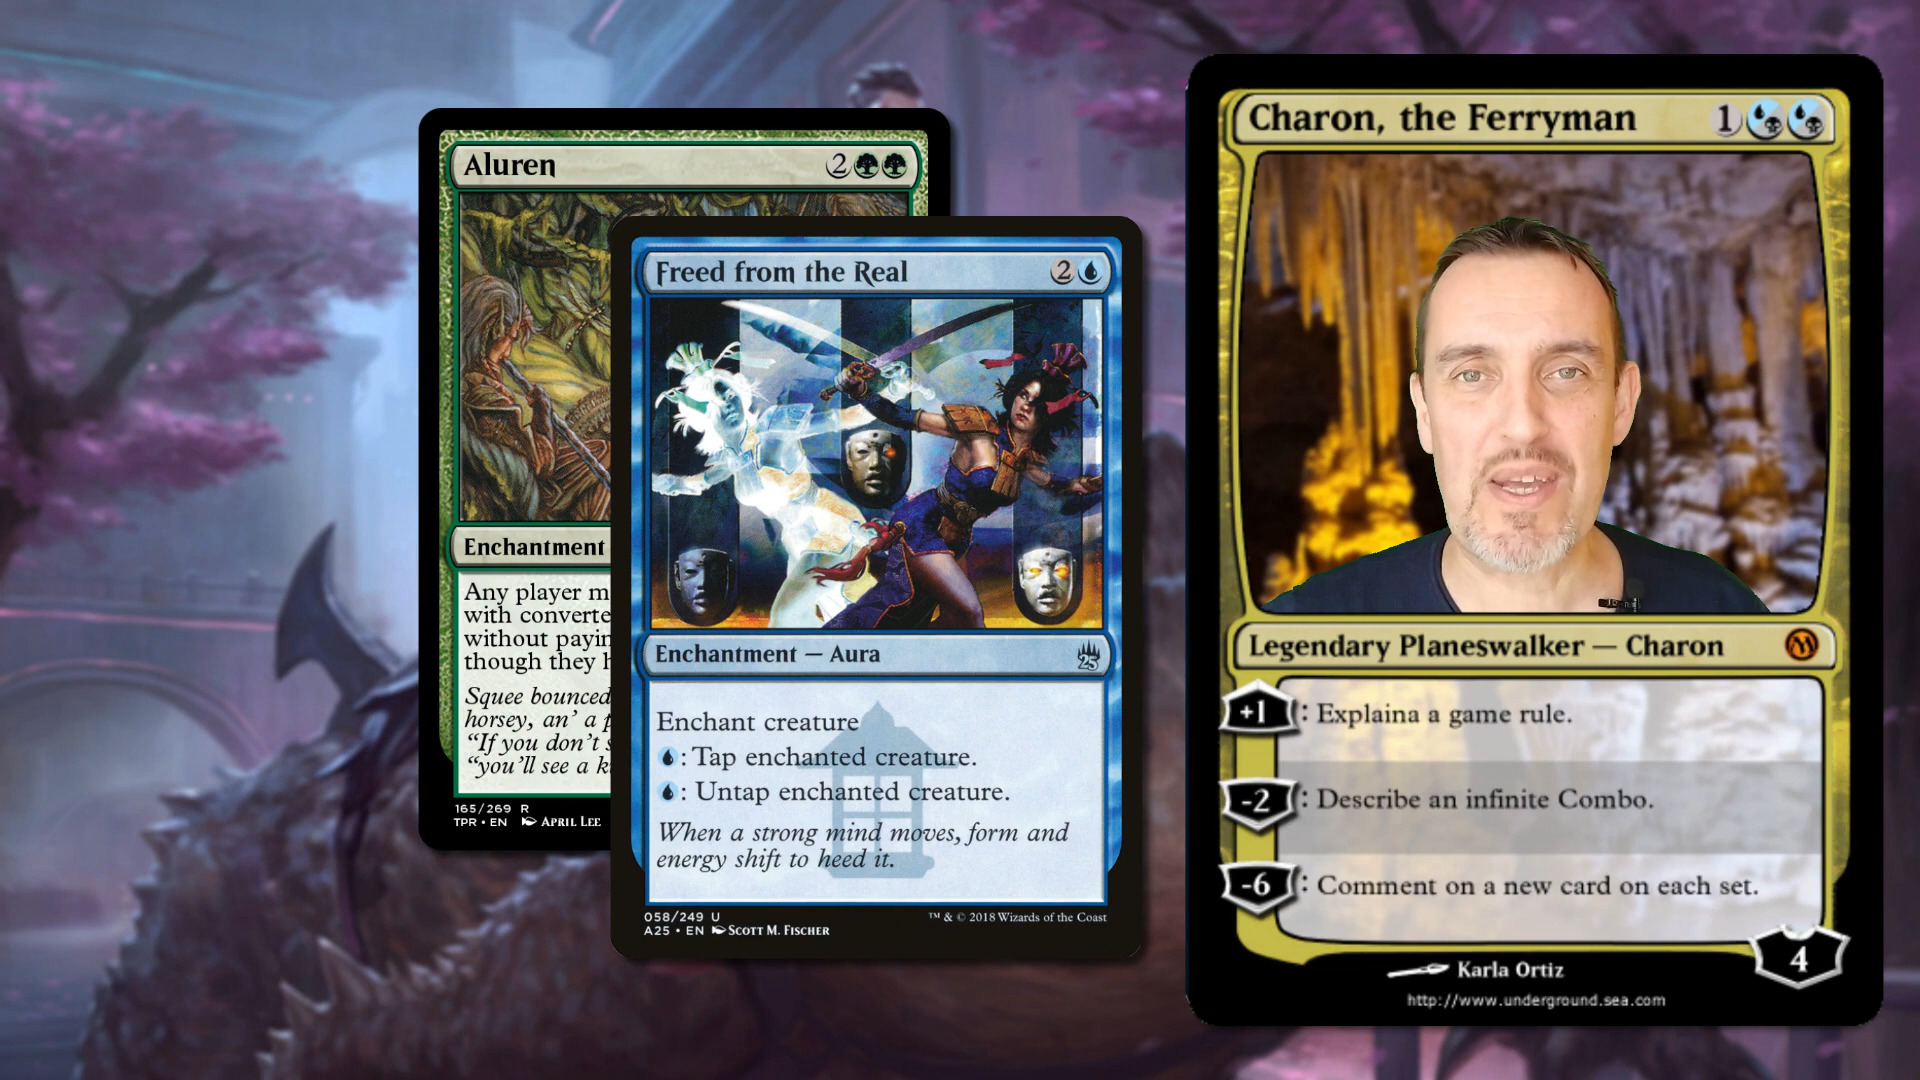 Aluren 2
Enchantment
Any player m
with converte
without payin
though they h
Squee bounced
horsey, an' a p
"If you don't s
"you'll see a k
165/269 R
TPR • EN April Lee
Freed from the Real 2
Enchantment — Aura
25
Enchant creature
: Tap enchanted creature.
: Untap enchanted creature.
When a strong mind moves, form and
energy shift to heed it.
058/249 U
A25 • EN Scott M. Fischer
™ & © 2018 Wizards of the Coast
Charon, the Ferryman 1
Legendary Planeswalker — Charon
+1 : Explaina a game rule.
-2 : Describe an infinite Combo.
-6 : Comment on a new card on each set.
4
Karla Ortiz
http://www.underground.sea.com